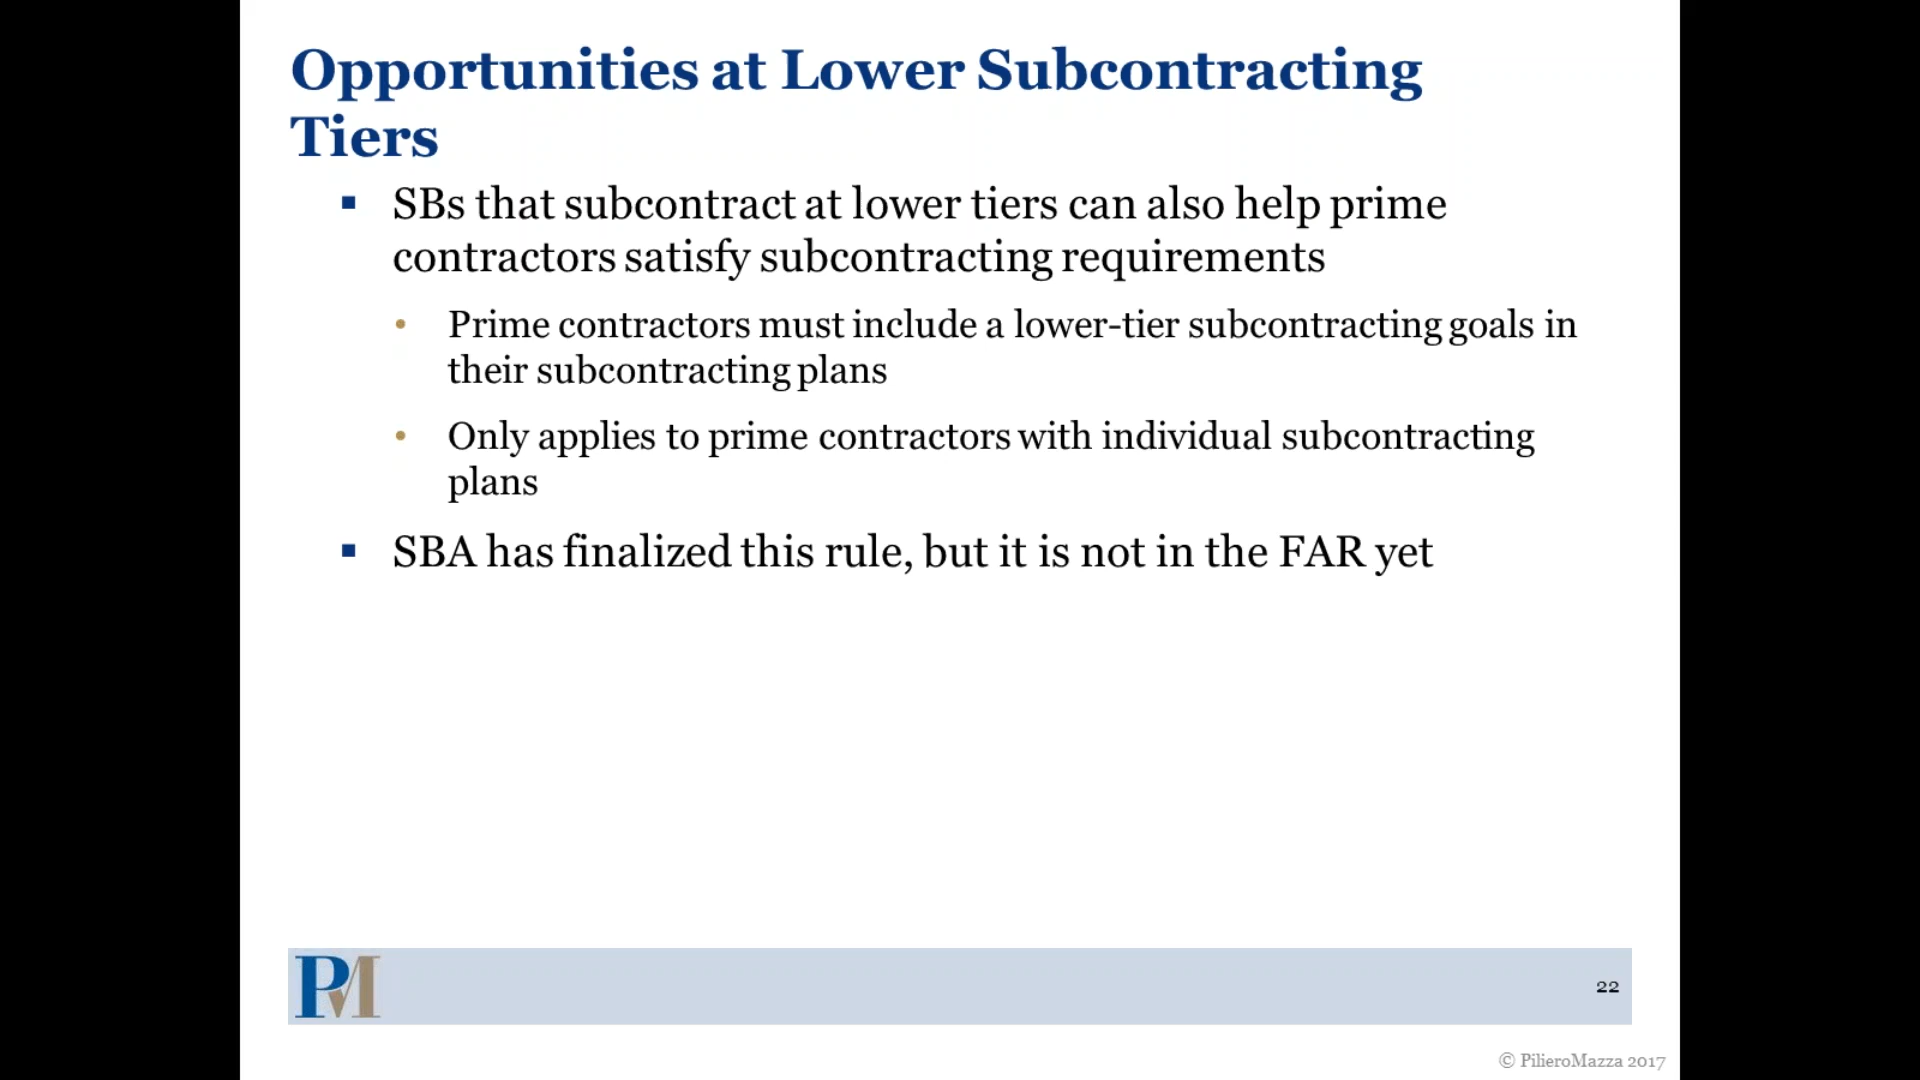 Opportunities at Lower Subcontracting
Tiers
▪ SBs that subcontract at lower tiers can also help prime
contractors satisfy subcontracting requirements
• Prime contractors must include a lower-tier subcontracting goals in
their subcontracting plans
• Only applies to prime contractors with individual subcontracting
plans
▪ SBA has finalized this rule, but it is not in the FAR yet
PM
22
© PilieroMazza 2017